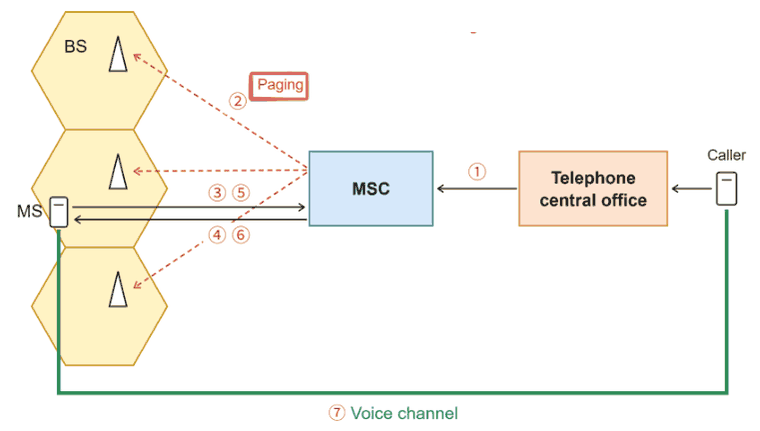 BS
Paging
②
Caller
①
Telephone
central office
MSC
③ ⑤
MS
④ ⑥
⑦ Voice channel